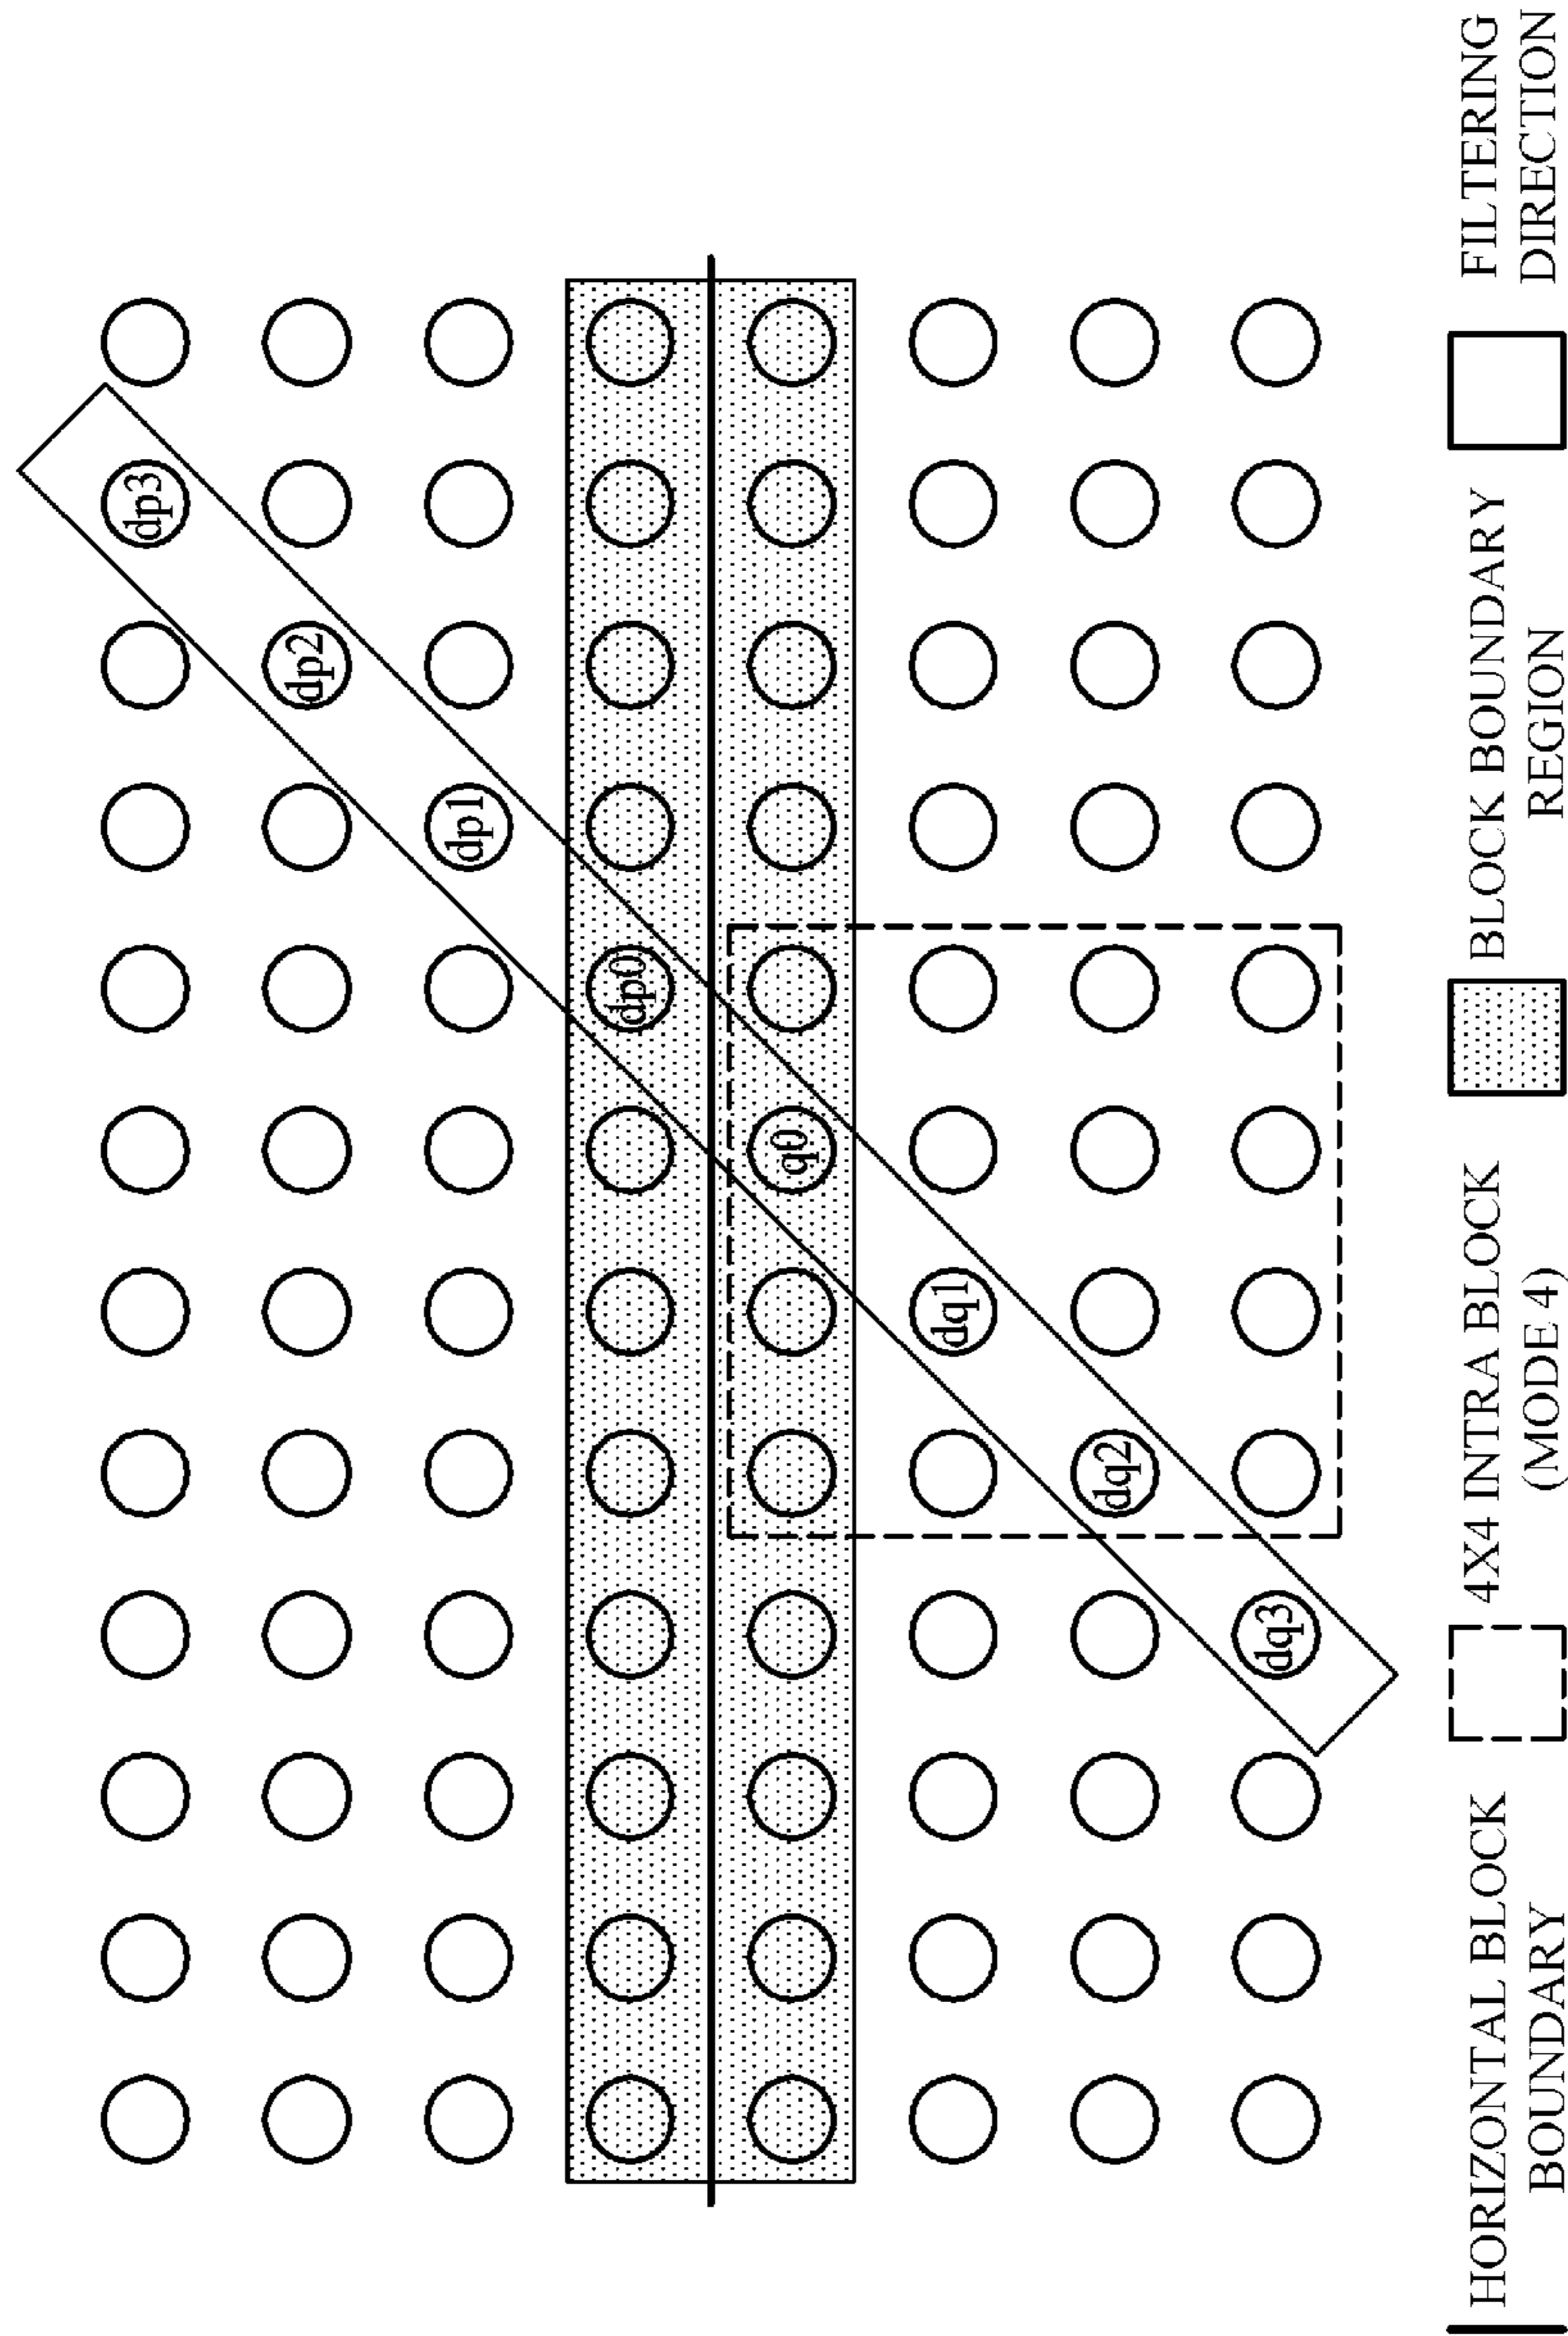 dp3
dp2
dp1
dp0
q0
dq1
dq2
dq3
HORIZONTAL BLOCK
BOUNDARY
4X4 INTRA BLOCK
(MODE 4)
BLOCK BOUNDARY
REGION
FILTERING
DIRECTION